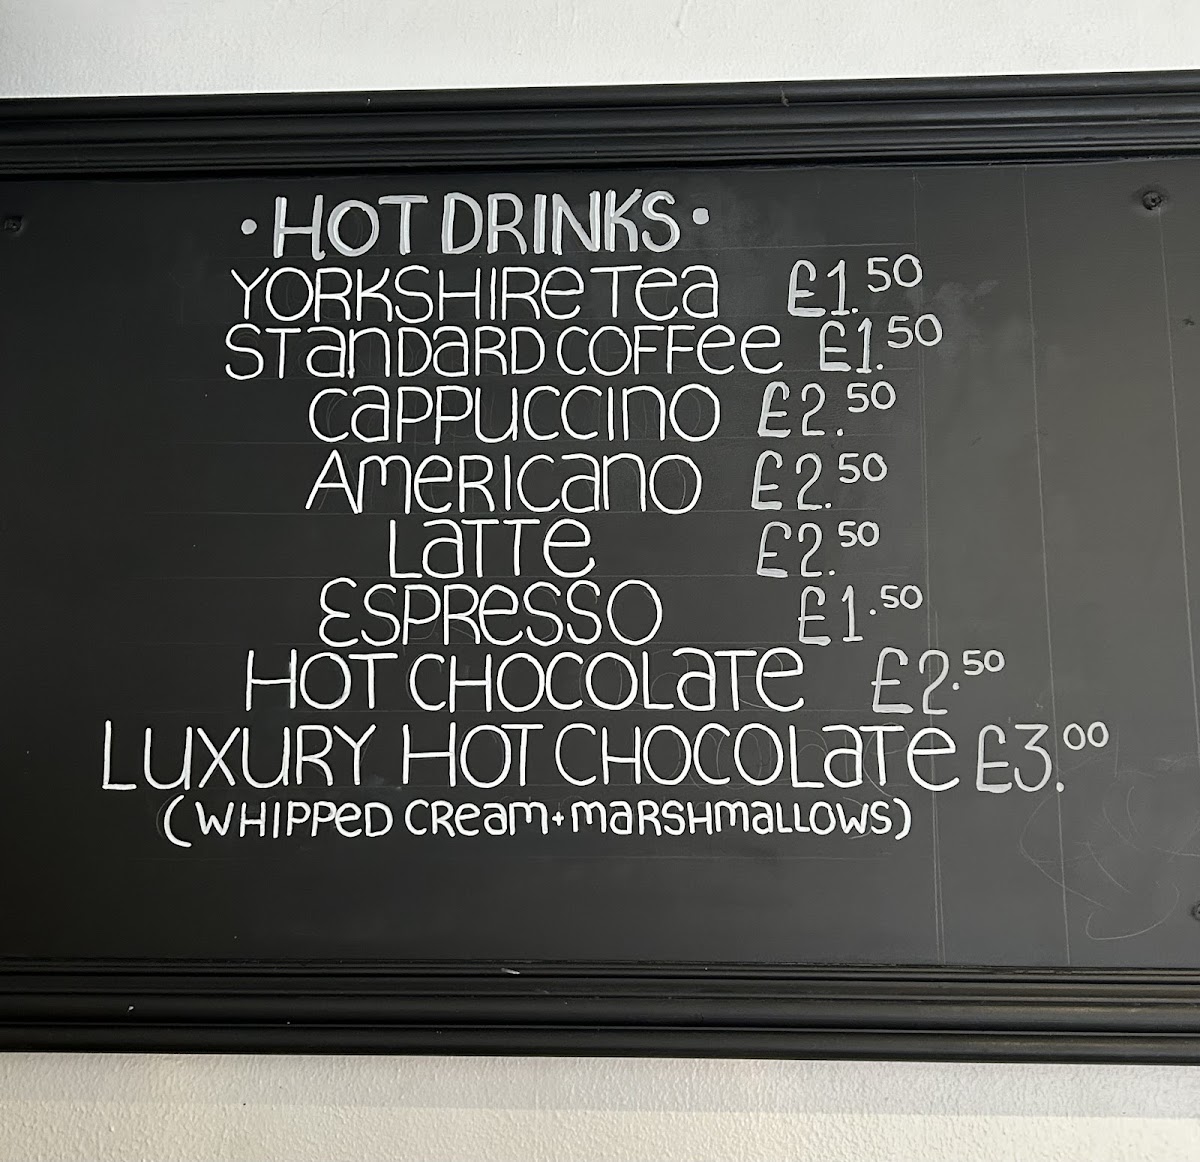 • HOT DRINKS •
YORKSHIRE TEA £1.50
STANDARD COFFEE £1.50
CAPPUCCINO £2.50
AMERICANO £2.50
LATTE £2.50
ESPRESSO £1.50
HOT CHOCOLATE £2.50
LUXURY HOT CHOCOLATE £3.00
(WHIPPED CREAM + MARSHMALLOWS)